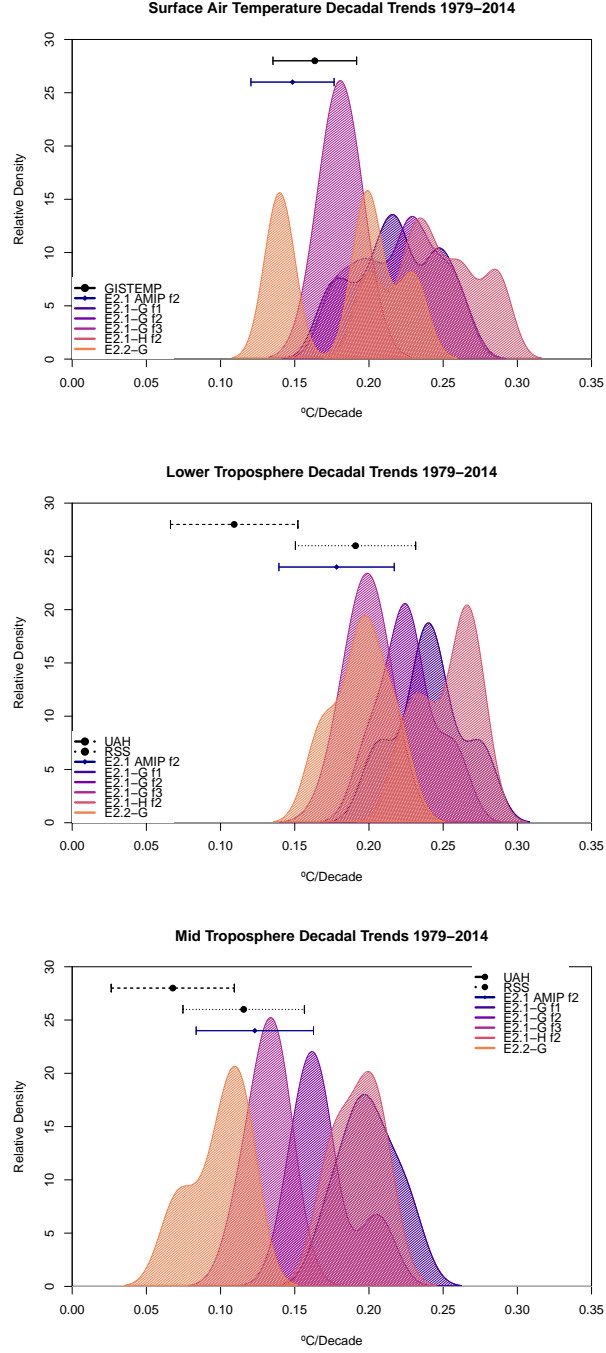 Surface Air Temperature Decadal Trends 1979–2014
30
25
20
15
10
5
0
Relative Density
GISTEMP
E2.1 AMIP f2
E2.1–G f1
E2.1–G f2
E2.1–G f3
E2.1–H f2
E2.2–G
0.00 0.05 0.10 0.15 0.20 0.25 0.30 0.35
ºC/Decade
Lower Troposphere Decadal Trends 1979–2014
30
25
20
15
10
5
0
Relative Density
UAH
RSS
E2.1 AMIP f2
E2.1–G f1
E2.1–G f2
E2.1–G f3
E2.1–H f2
E2.2–G
0.00 0.05 0.10 0.15 0.20 0.25 0.30 0.35
ºC/Decade
Mid Troposphere Decadal Trends 1979–2014
30
25
20
15
10
5
0
Relative Density
UAH
RSS
E2.1 AMIP f2
E2.1–G f1
E2.1–G f2
E2.1–G f3
E2.1–H f2
E2.2–G
0.00 0.05 0.10 0.15 0.20 0.25 0.30 0.35
ºC/Decade